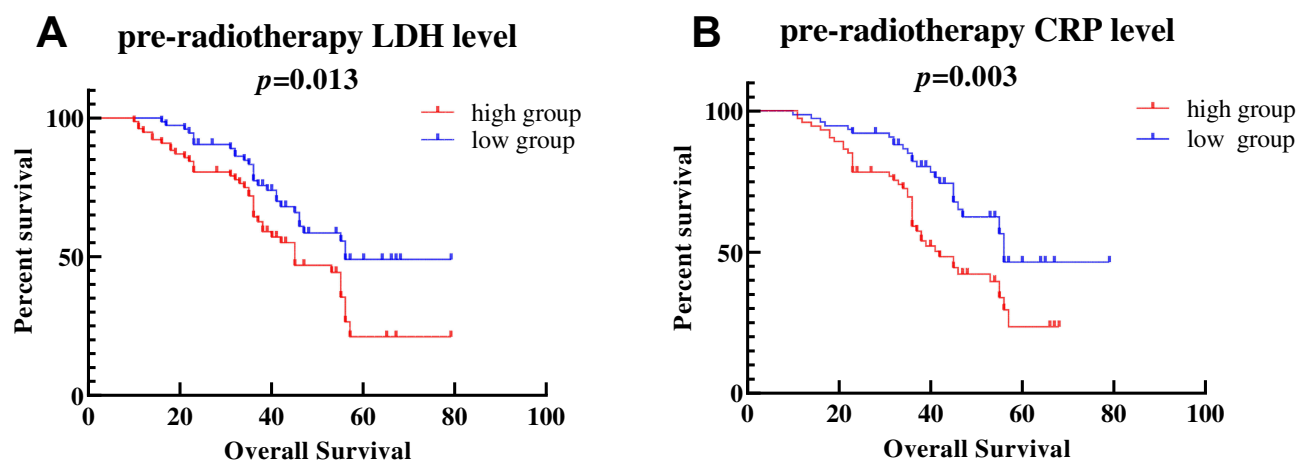 A
pre-radiotherapy LDH level
p=0.013
high group
low group
Percent survival
100
50
0
0 20 40 60 80 100
Overall Survival
B
pre-radiotherapy CRP level
p=0.003
high group
low group
Percent survival
100
50
0
0 20 40 60 80 100
Overall Survival